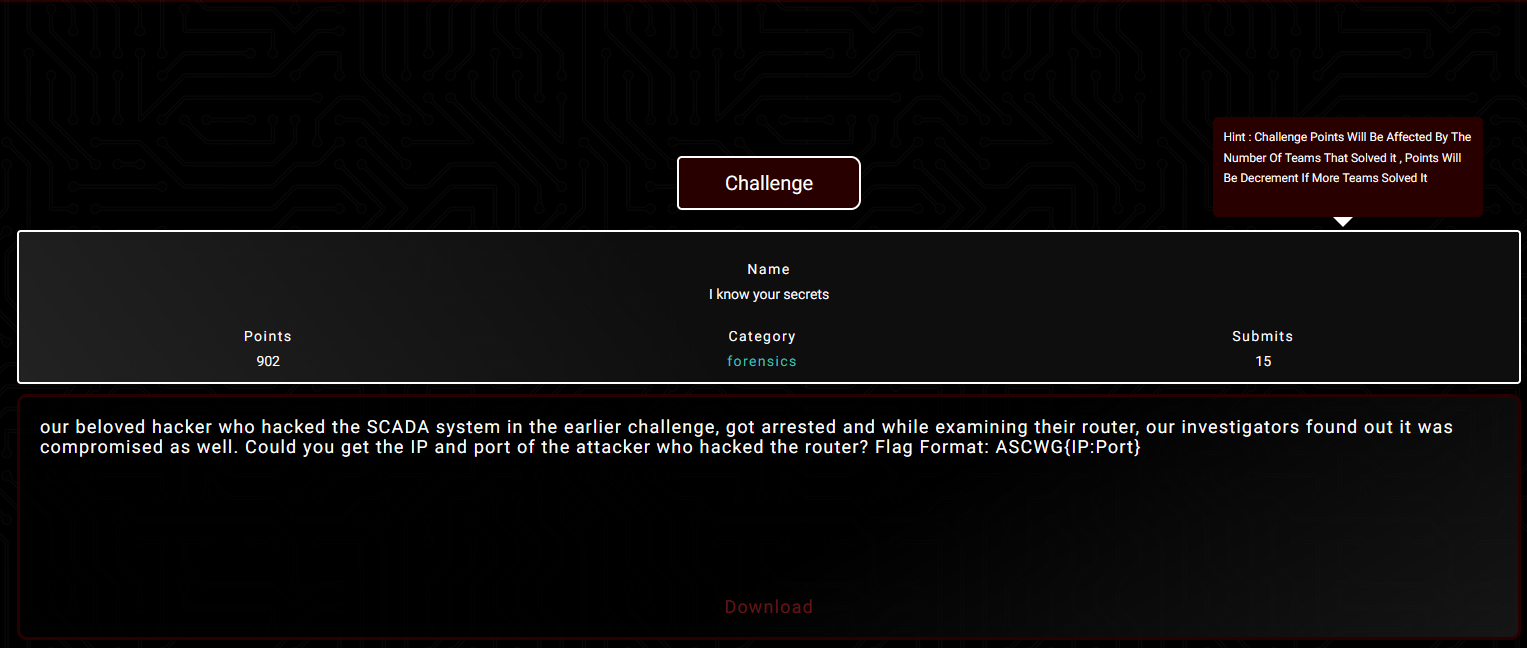 Hint : Challenge Points Will Be Affected By The
Number Of Teams That Solved it , Points Will
Be Decrement If More Teams Solved It
Challenge
Name
I know your secrets
Points
Category
Submits
902
forensics
15
our beloved hacker who hacked the SCADA system in the earlier challenge, got arrested and while examining their router, our investigators found out it was
compromised as well. Could you get the IP and port of the attacker who hacked the router? Flag Format: ASCWG{IP:Port}
Download